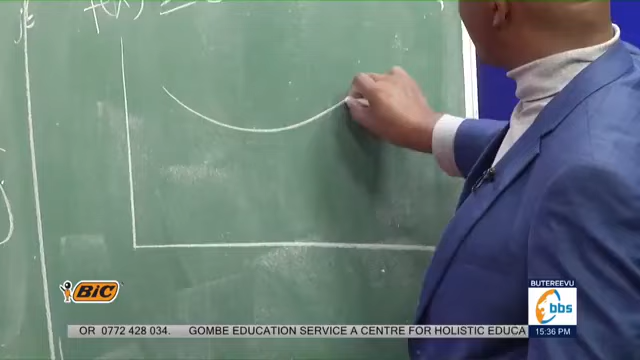 f(x)
BiC
BUTEREEVU
bbs
OR 0772 428 034. GOMBE EDUCATION SERVICE A CENTRE FOR HOLISTIC EDUCA
15:36 PM